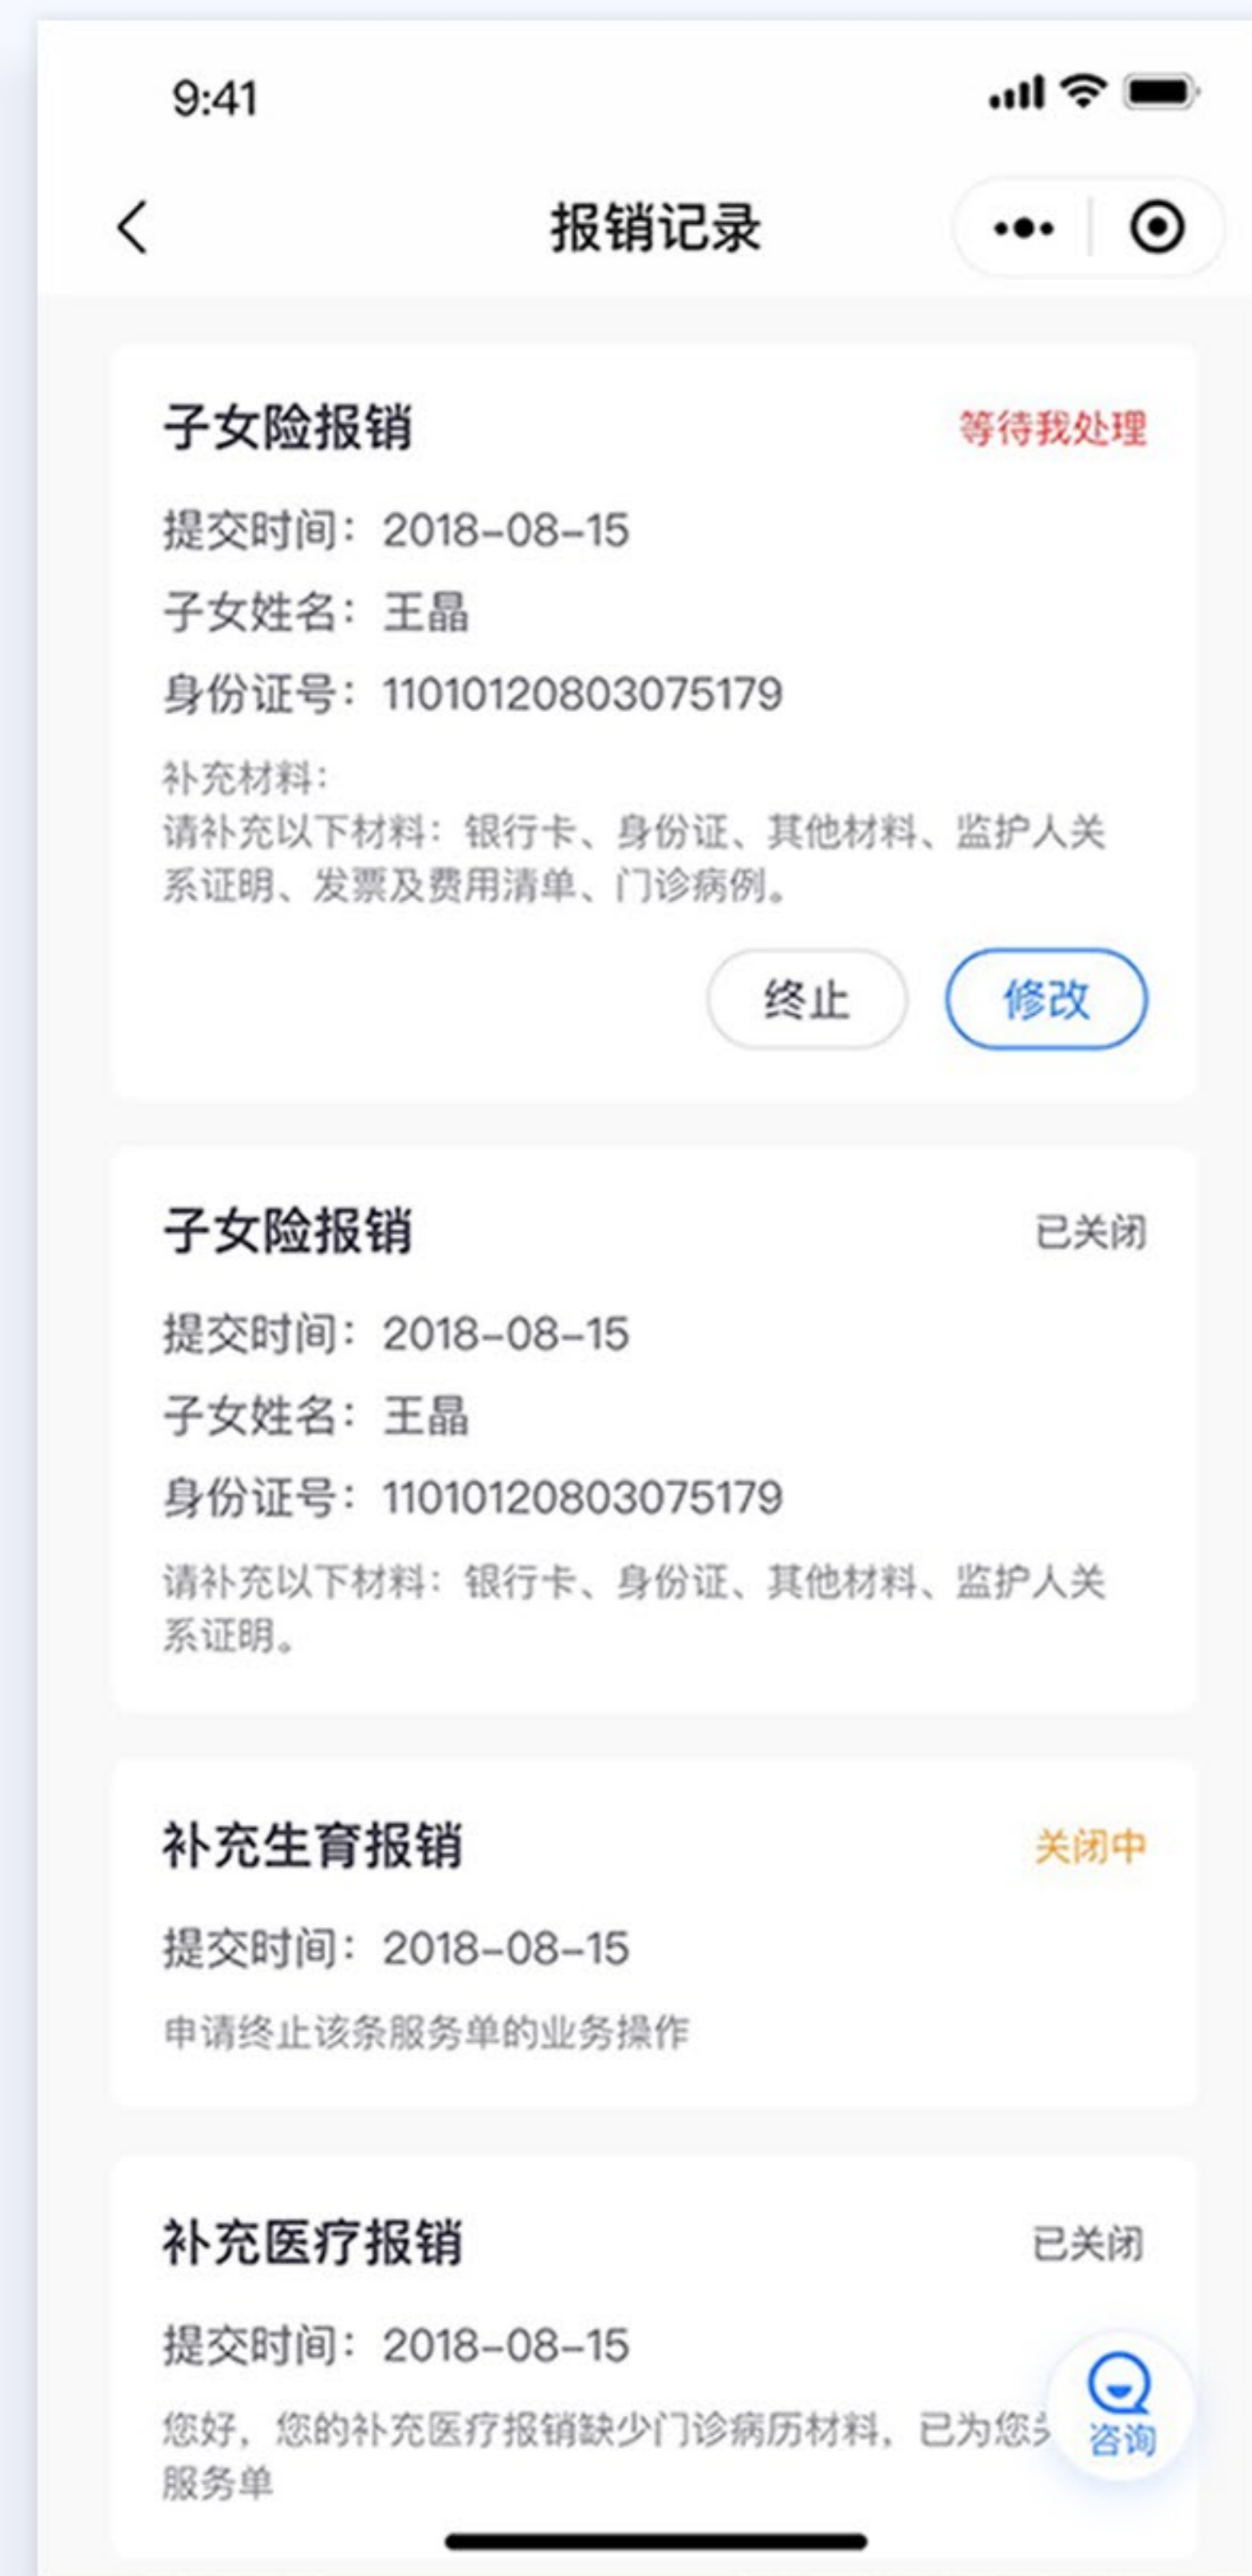 9:41
报销记录
子女险报销
等待我处理
提交时间：2018-08-15
子女姓名：王晶
身份证号：11010120803075179
补充材料：
请补充以下材料：银行卡、身份证、其他材料、监护人关
系证明、发票及费用清单、门诊病例。
终止
修改
子女险报销
已关闭
提交时间：2018-08-15
子女姓名：王晶
身份证号：11010120803075179
请补充以下材料：银行卡、身份证、其他材料、监护人关
系证明。
补充生育报销
关闭中
提交时间：2018-08-15
申请终止该条服务单的业务操作
补充医疗报销
已关闭
提交时间：2018-08-15
您好，您的补充医疗报销缺少门诊病历材料，已为您
服务单
咨询